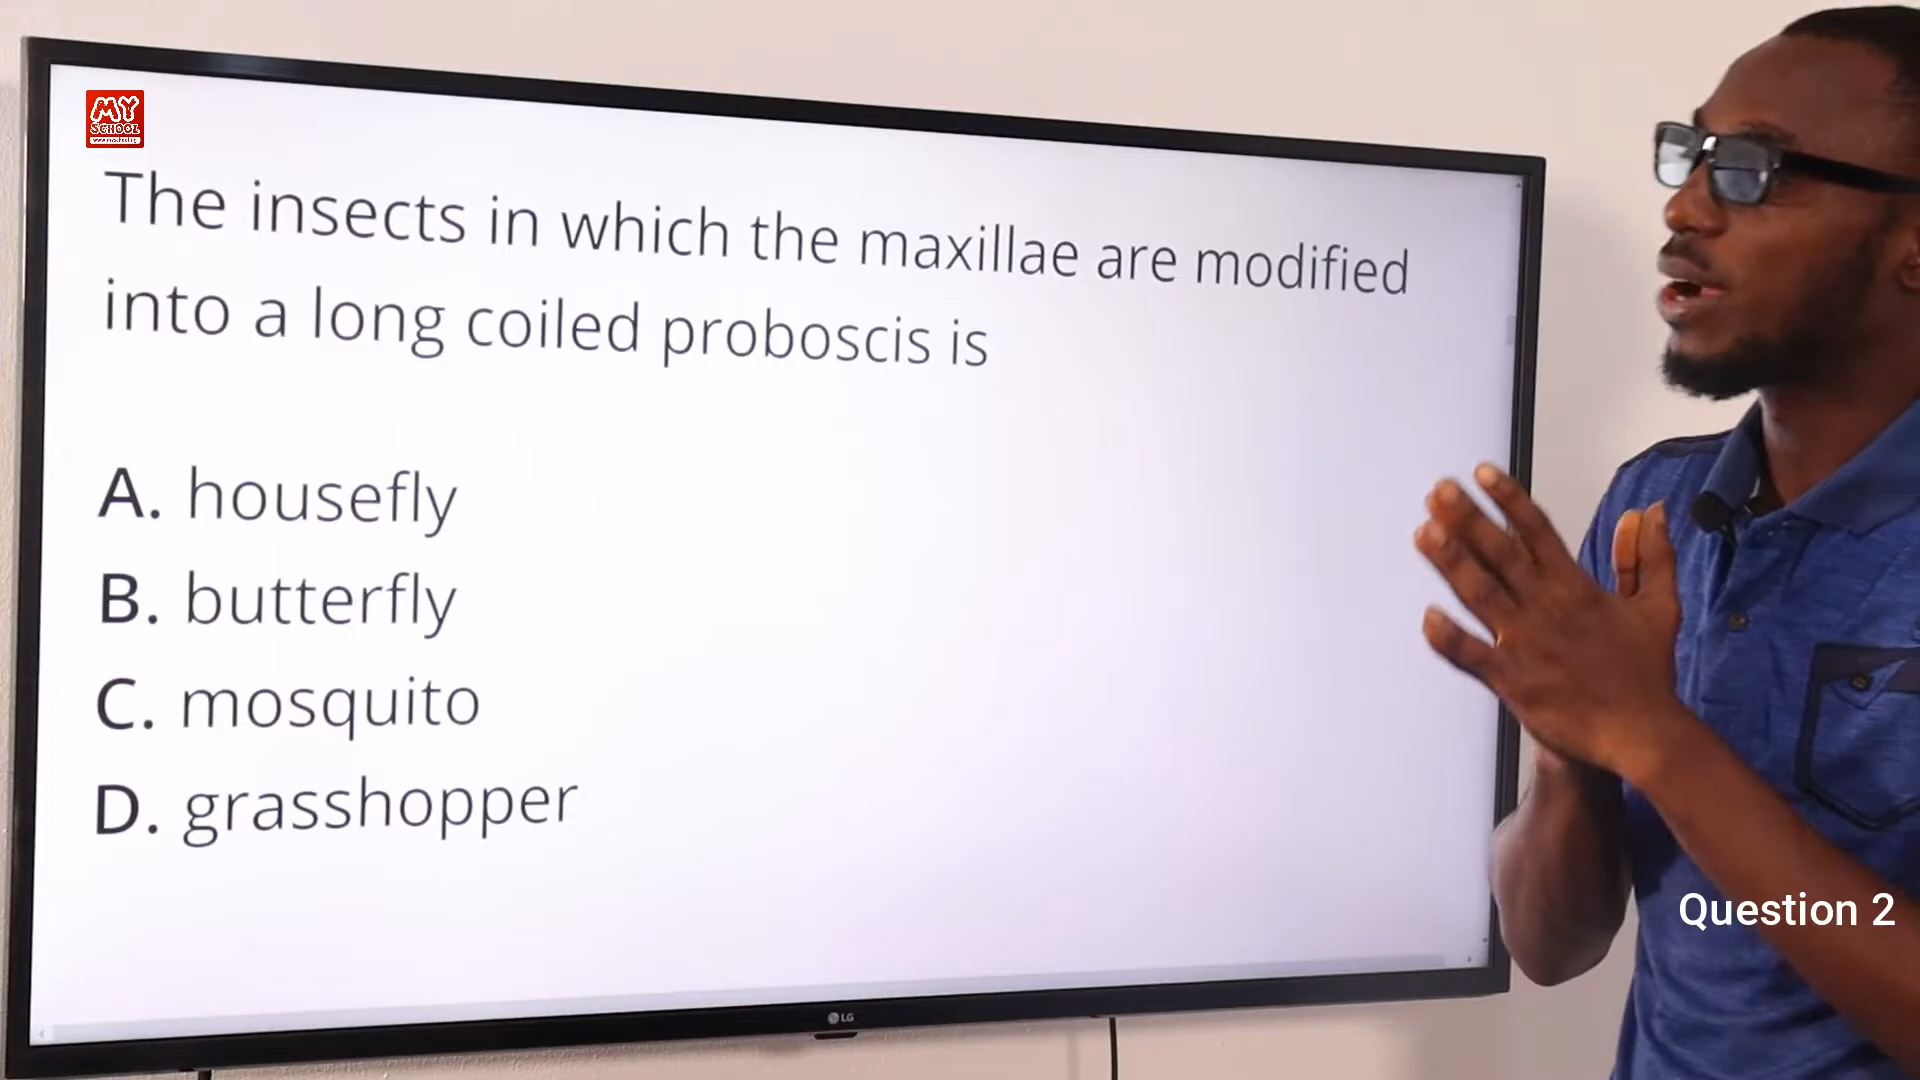 MY
SCHOOL
The insects in which the maxillae are modified
into a long coiled proboscis is
A. housefly
B. butterfly
C. mosquito
D. grasshopper
Question 2
LG